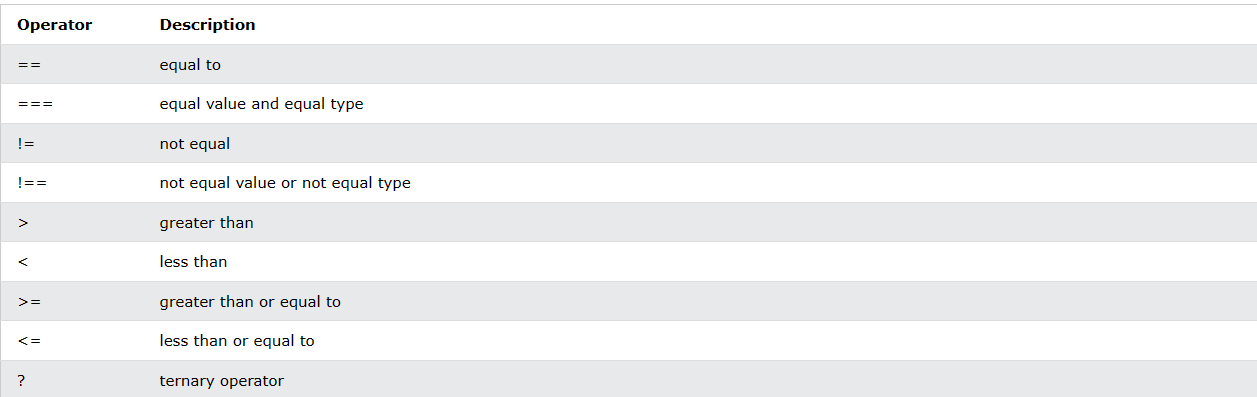 Operator Description
== equal to
=== equal value and equal type
!= not equal
!== not equal value or not equal type
> greater than
< less than
>= greater than or equal to
<= less than or equal to
? ternary operator